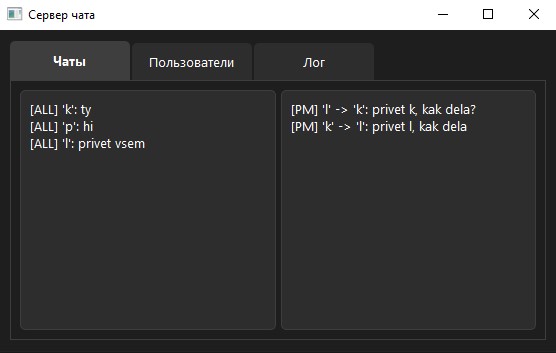 Сервер чата
Чаты
Пользователи
Лог
[ALL] 'k': ty
[ALL] 'p': hi
[ALL] 'l': privet vsem
[PM] 'l' -> 'k': privet k, kak dela?
[PM] 'k' -> 'l': privet l, kak dela